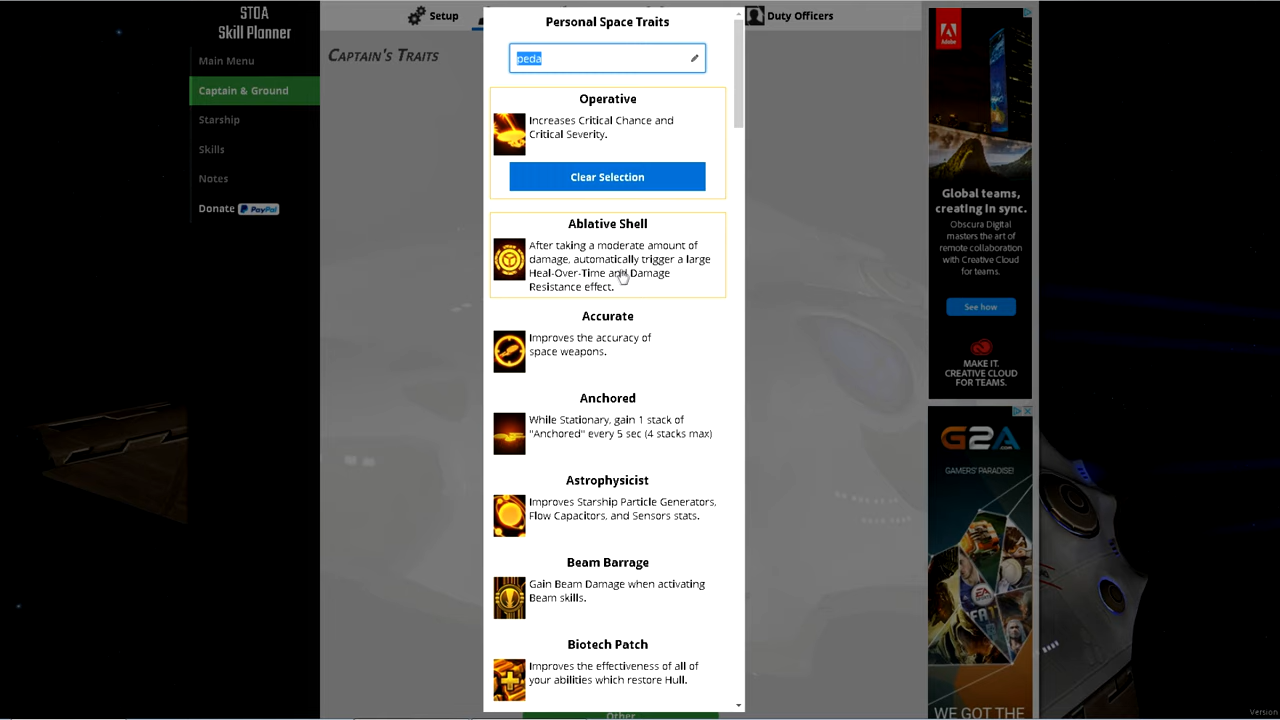 STOA
Skill Planner
Main Menu
Captain & Ground
Starship
Skills
Notes
Donate PayPal
Setup
Duty Officers
Captain's Traits
Personal Space Traits
peda
Operative
Increases Critical Chance and
Critical Severity.
Clear Selection
Ablative Shell
After taking a moderate amount of
damage, automatically trigger a large
Heal-Over-Time and Damage
Resistance effect.
Accurate
Improves the accuracy of
space weapons.
Anchored
While Stationary, gain 1 stack of
"Anchored" every 5 sec (4 stacks max)
Astrophysicist
Improves Starship Particle Generators,
Flow Capacitors, and Sensors stats.
Beam Barrage
Gain Beam Damage when activating
Beam skills.
Biotech Patch
Improves the effectiveness of all of
your abilities which restore Hull.
Other
Adobe
Global teams,
creating in sync.
Obscura Digital
masters the art of
remote collaboration
with Creative Cloud
for teams.
See how
MAKE IT.
CREATIVE CLOUD
FOR TEAMS.
G2A
GAMERS' PARADISE!
EA
WE GOT THE
Version